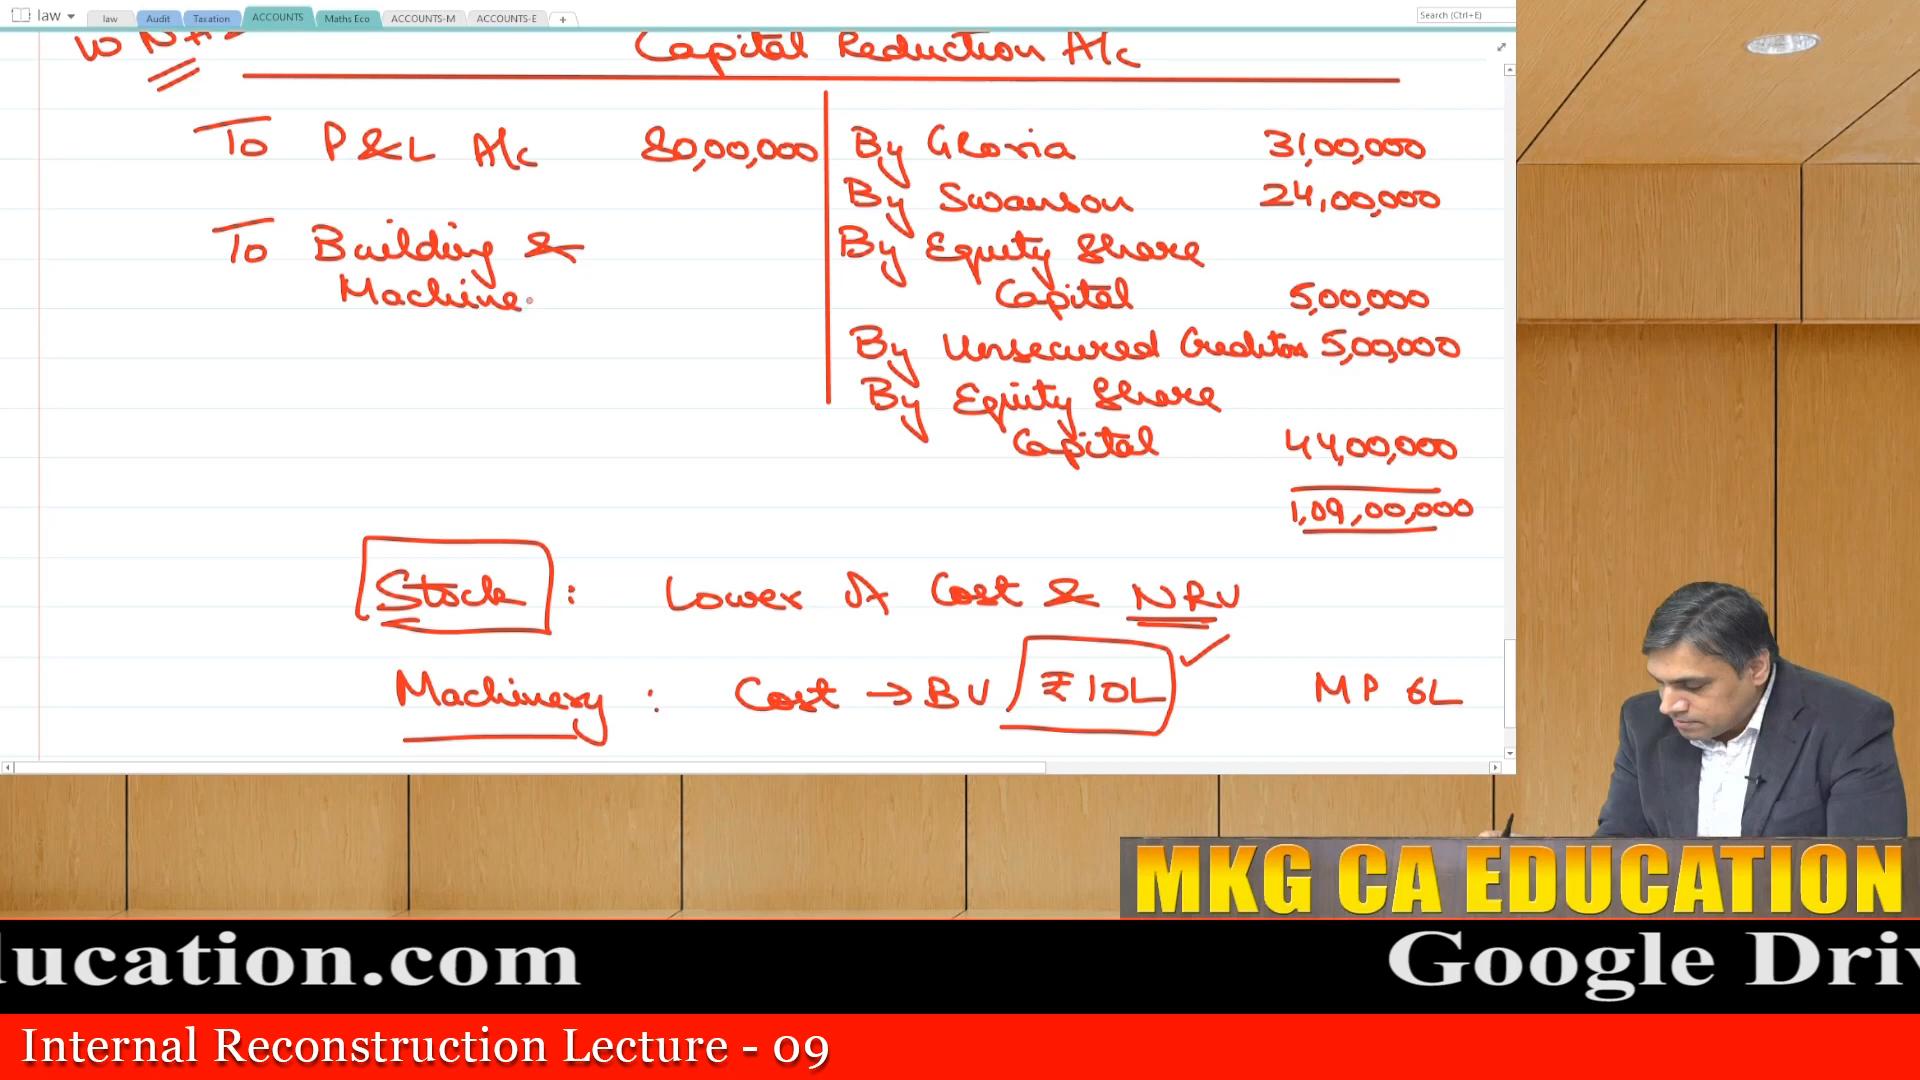 law
law Audit Taxation ACCOUNTS Maths Eco ACCOUNTS-M ACCOUNTS-E +
Search (Ctrl+E)
Capital Reduction A/c
To P&L A/c 80,00,000
By Gloria 31,00,000
By Swanson 24,00,000
To Building &
Machine
By Equity Share
Capital 5,00,000
By Unsecured Creditors 5,00,000
By Equity Share
Capital 44,00,000
1,09,00,000
Stock : Lower of Cost & NRV
Machinery : Cost → BV ₹ 10L ✓ MP 6L
MKG CA EDUCATION
ducation.com
Google Driv
Internal Reconstruction Lecture - 09